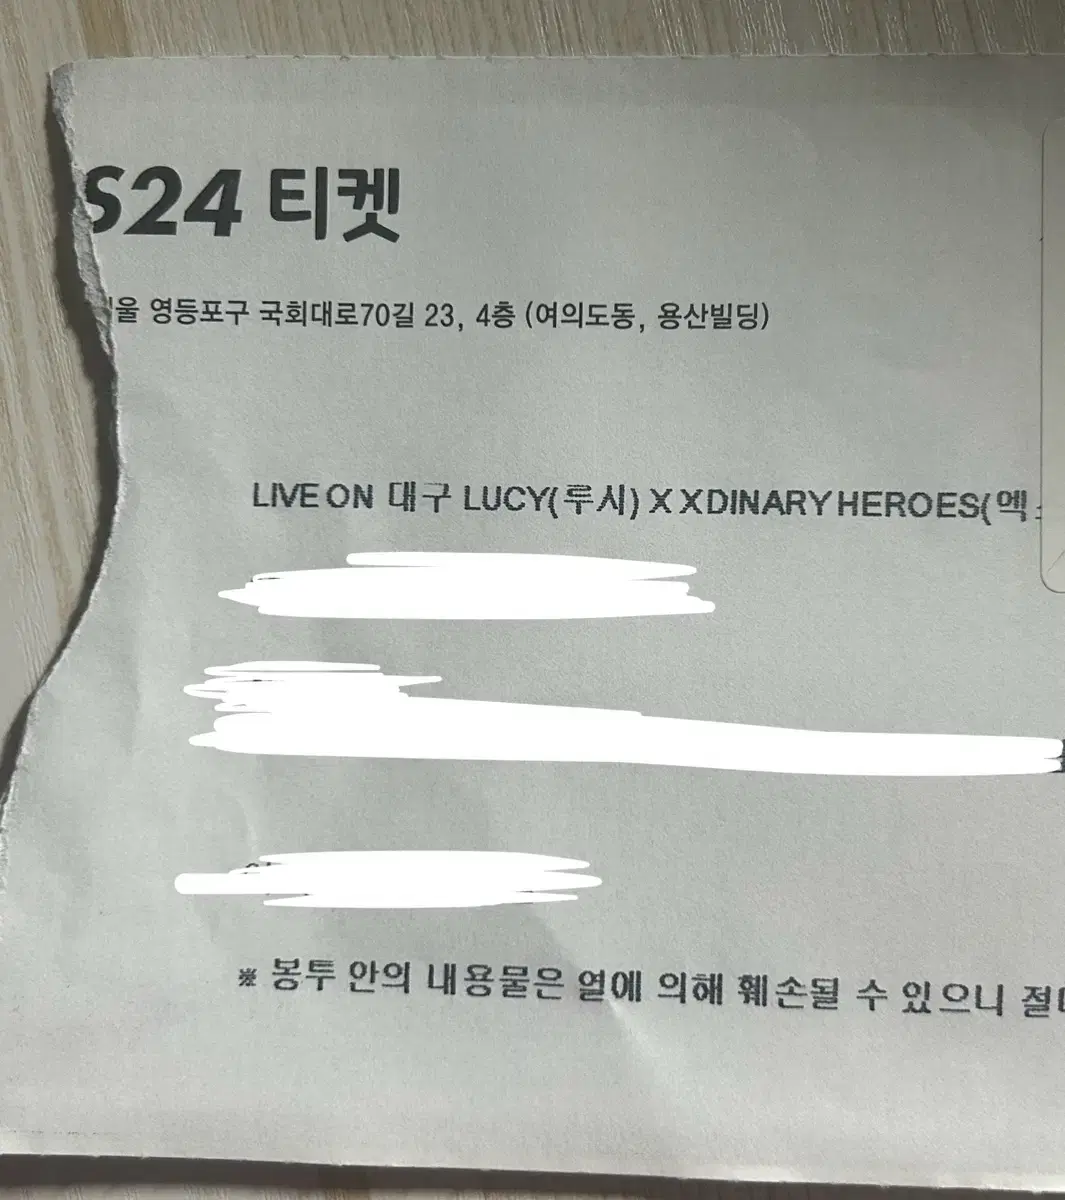 S24 티켓
울 영등포구 국회대로70길 23, 4층 (여의도동, 용산빌딩)
LIVE ON 대구 LUCY(루시) X XDINARY HEROES(엑
※ 봉투 안의 내용물은 열에 의해 훼손될 수 있으니 절